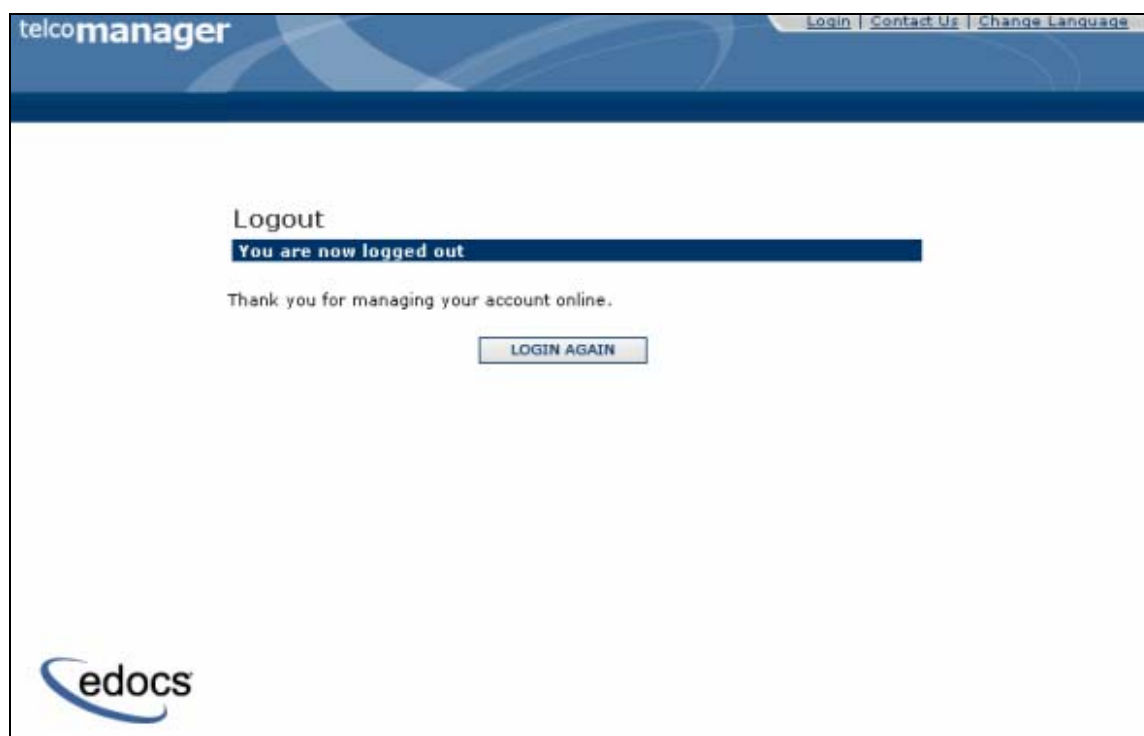 telcomanager
Login | Contact Us | Change Language
Logout
You are now logged out
Thank you for managing your account online.
LOGIN AGAIN
edocs